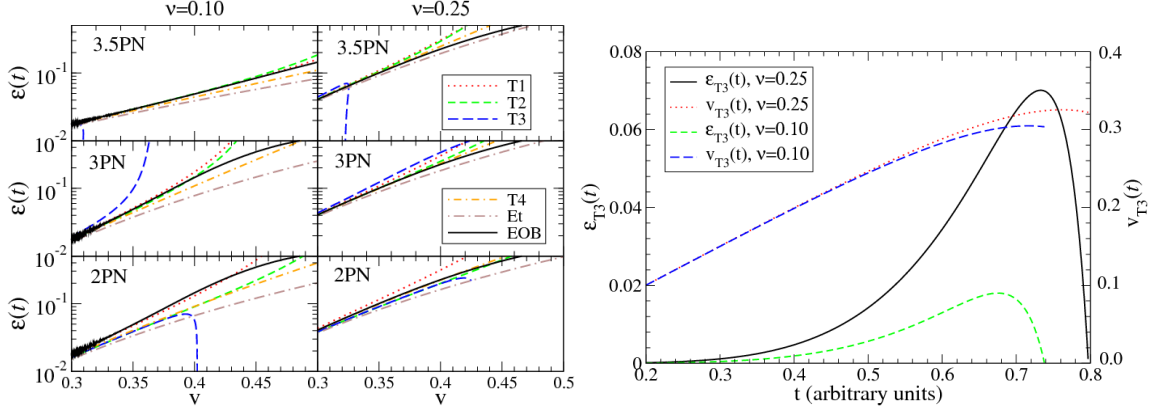 ν=0.10
ν=0.25
3.5PN
3.5PN
ε(t)
10⁻¹
10⁻²
T1
T2
T3
3PN
3PN
ε(t)
10⁻¹
10⁻²
T4
Et
EOB
2PN
2PN
ε(t)
10⁻¹
10⁻²
0.3 0.35 0.4 0.45 0.3 0.35 0.4 0.45 0.5
v v
0.08
0.06
0.04
0.02
0
ε_T3(t)
ε_T3(t), ν=0.25
v_T3(t), ν=0.25
ε_T3(t), ν=0.10
v_T3(t), ν=0.10
0.4
0.3
0.2
0.1
0.0
v_T3(t)
0.2 0.3 0.4 0.5 0.6 0.7 0.8
t (arbitrary units)